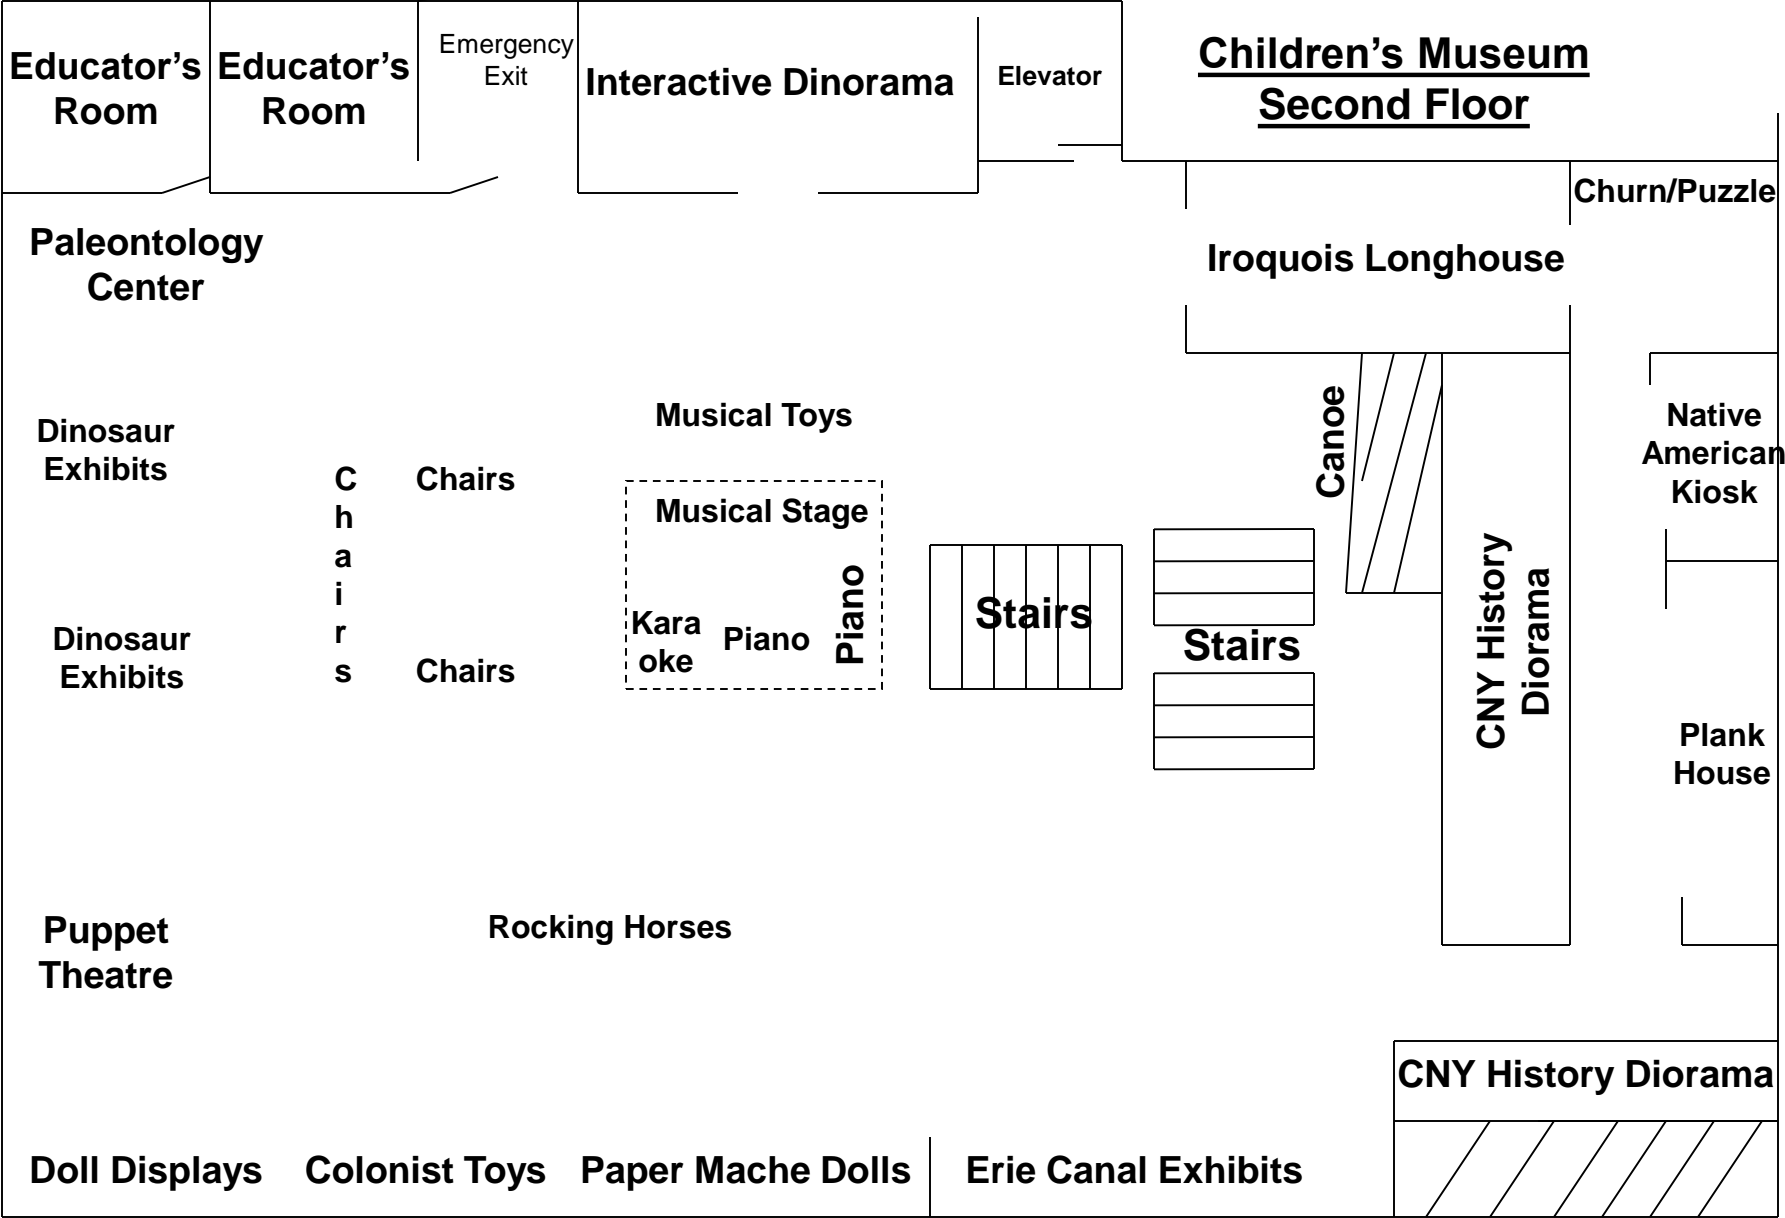 Children’s Museum
Second Floor
Educator’s
Room
Educator’s
Room
Emergency
Exit
Interactive Dinorama
Elevator
Churn/Puzzle
Paleontology
Center
Iroquois Longhouse
Dinosaur
Exhibits
Chairs
Chairs
Musical Toys
Musical Stage
Canoe
Native
American
Kiosk
Dinosaur
Exhibits
Chairs
Kara
oke
Piano
Piano
Stairs
Stairs
CNY History
Diorama
Plank
House
Puppet
Theatre
Rocking Horses
CNY History Diorama
Doll Displays
Colonist Toys
Paper Mache Dolls
Erie Canal Exhibits